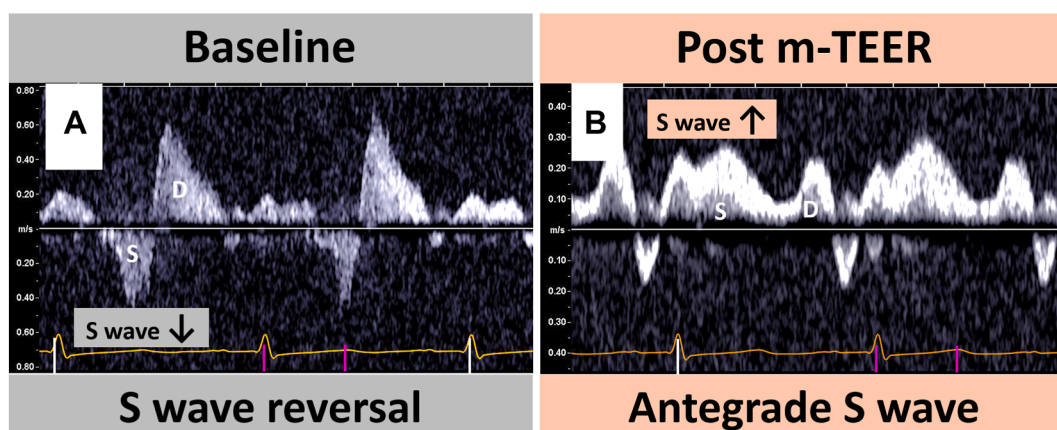 Baseline
Post m-TEER
0.80
A
0.60
0.40
D
0.20
m/s
S
0.20
0.40
0.60
S wave ↓
0.80
0.40
B
S wave ↑
0.30
0.20
S
D
0.10
m/s
0.10
0.20
0.30
0.40
S wave reversal
Antegrade S wave